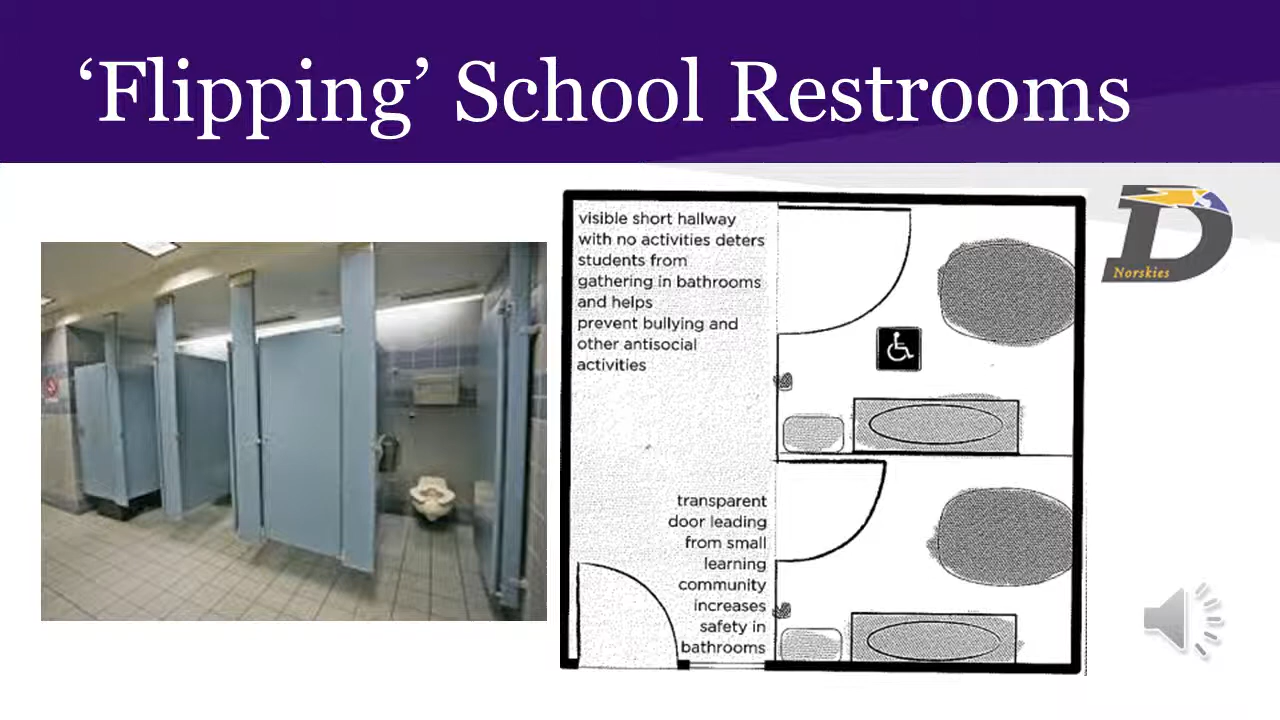 ‘Flipping’ School Restrooms
visible short hallway
with no activities deters
students from
gathering in bathrooms
and helps
prevent bullying and
other antisocial
activities
transparent
door leading
from small
learning
community
increases
safety in
bathrooms
D
Norskies